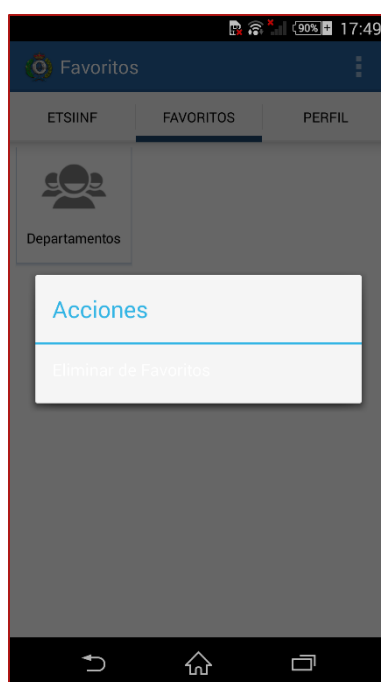 90% 17:49
Favoritos
ETSIINF FAVORITOS PERFIL
Departamentos
Acciones
Eliminar de Favoritos